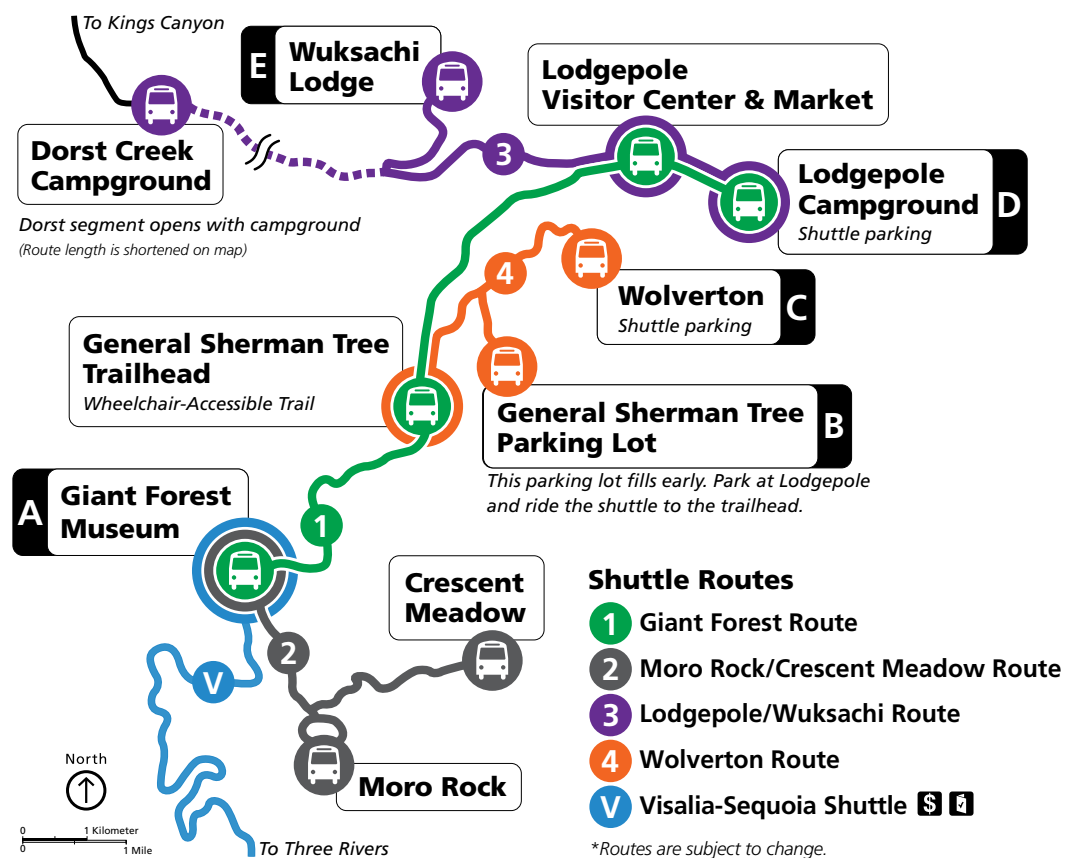 To Kings Canyon
E
Wuksachi
Lodge
Lodgepole
Visitor Center & Market
Dorst Creek
Campground
Dorst segment opens with campground
(Route length is shortened on map)
3
Lodgepole
Campground
Shuttle parking
D
4
Wolverton
Shuttle parking
C
General Sherman Tree
Trailhead
Wheelchair-Accessible Trail
General Sherman Tree
Parking Lot
B
This parking lot fills early. Park at Lodgepole
and ride the shuttle to the trailhead.
A
Giant Forest
Museum
1
Crescent
Meadow
2
V
Moro Rock
Shuttle Routes
1 Giant Forest Route
2 Moro Rock/Crescent Meadow Route
3 Lodgepole/Wuksachi Route
4 Wolverton Route
V Visalia-Sequoia Shuttle $
*Routes are subject to change.
North
0 1 Kilometer
0 1 Mile
To Three Rivers